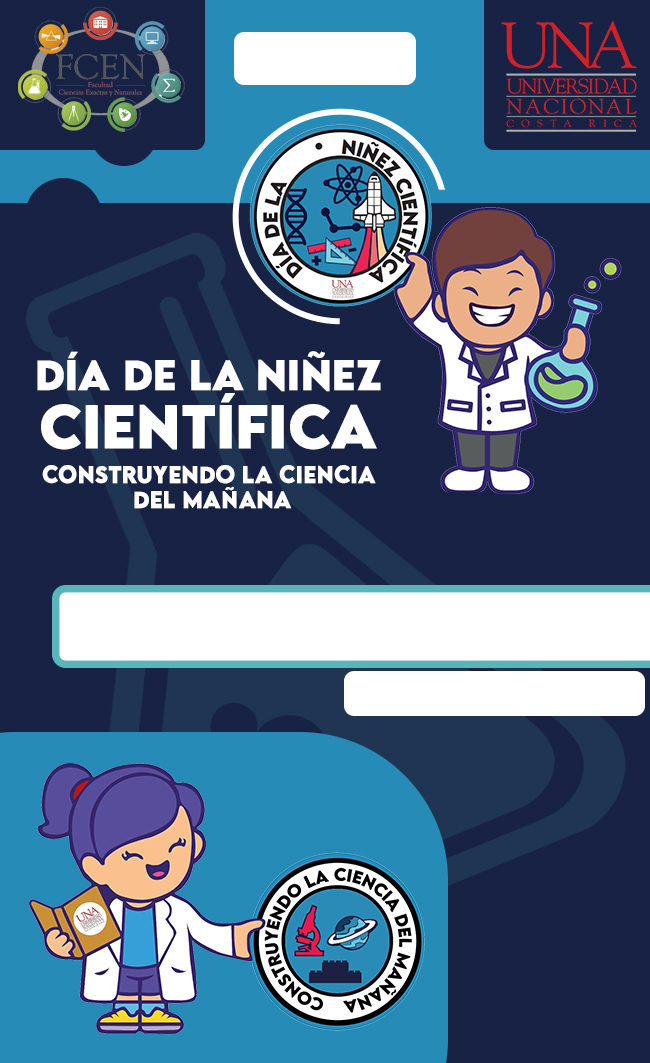 FCEN
Facultad
Ciencias Exactas y Naturales
UNA
UNIVERSIDAD
NACIONAL
COSTA RICA
DÍA DE LA • NIÑEZ CIENTÍFICA
UNA
DÍA DE LA NIÑEZ
CIENTÍFICA
CONSTRUYENDO LA CIENCIA
DEL MAÑANA
UNA
CONSTRUYENDO LA CIENCIA DEL MAÑANA